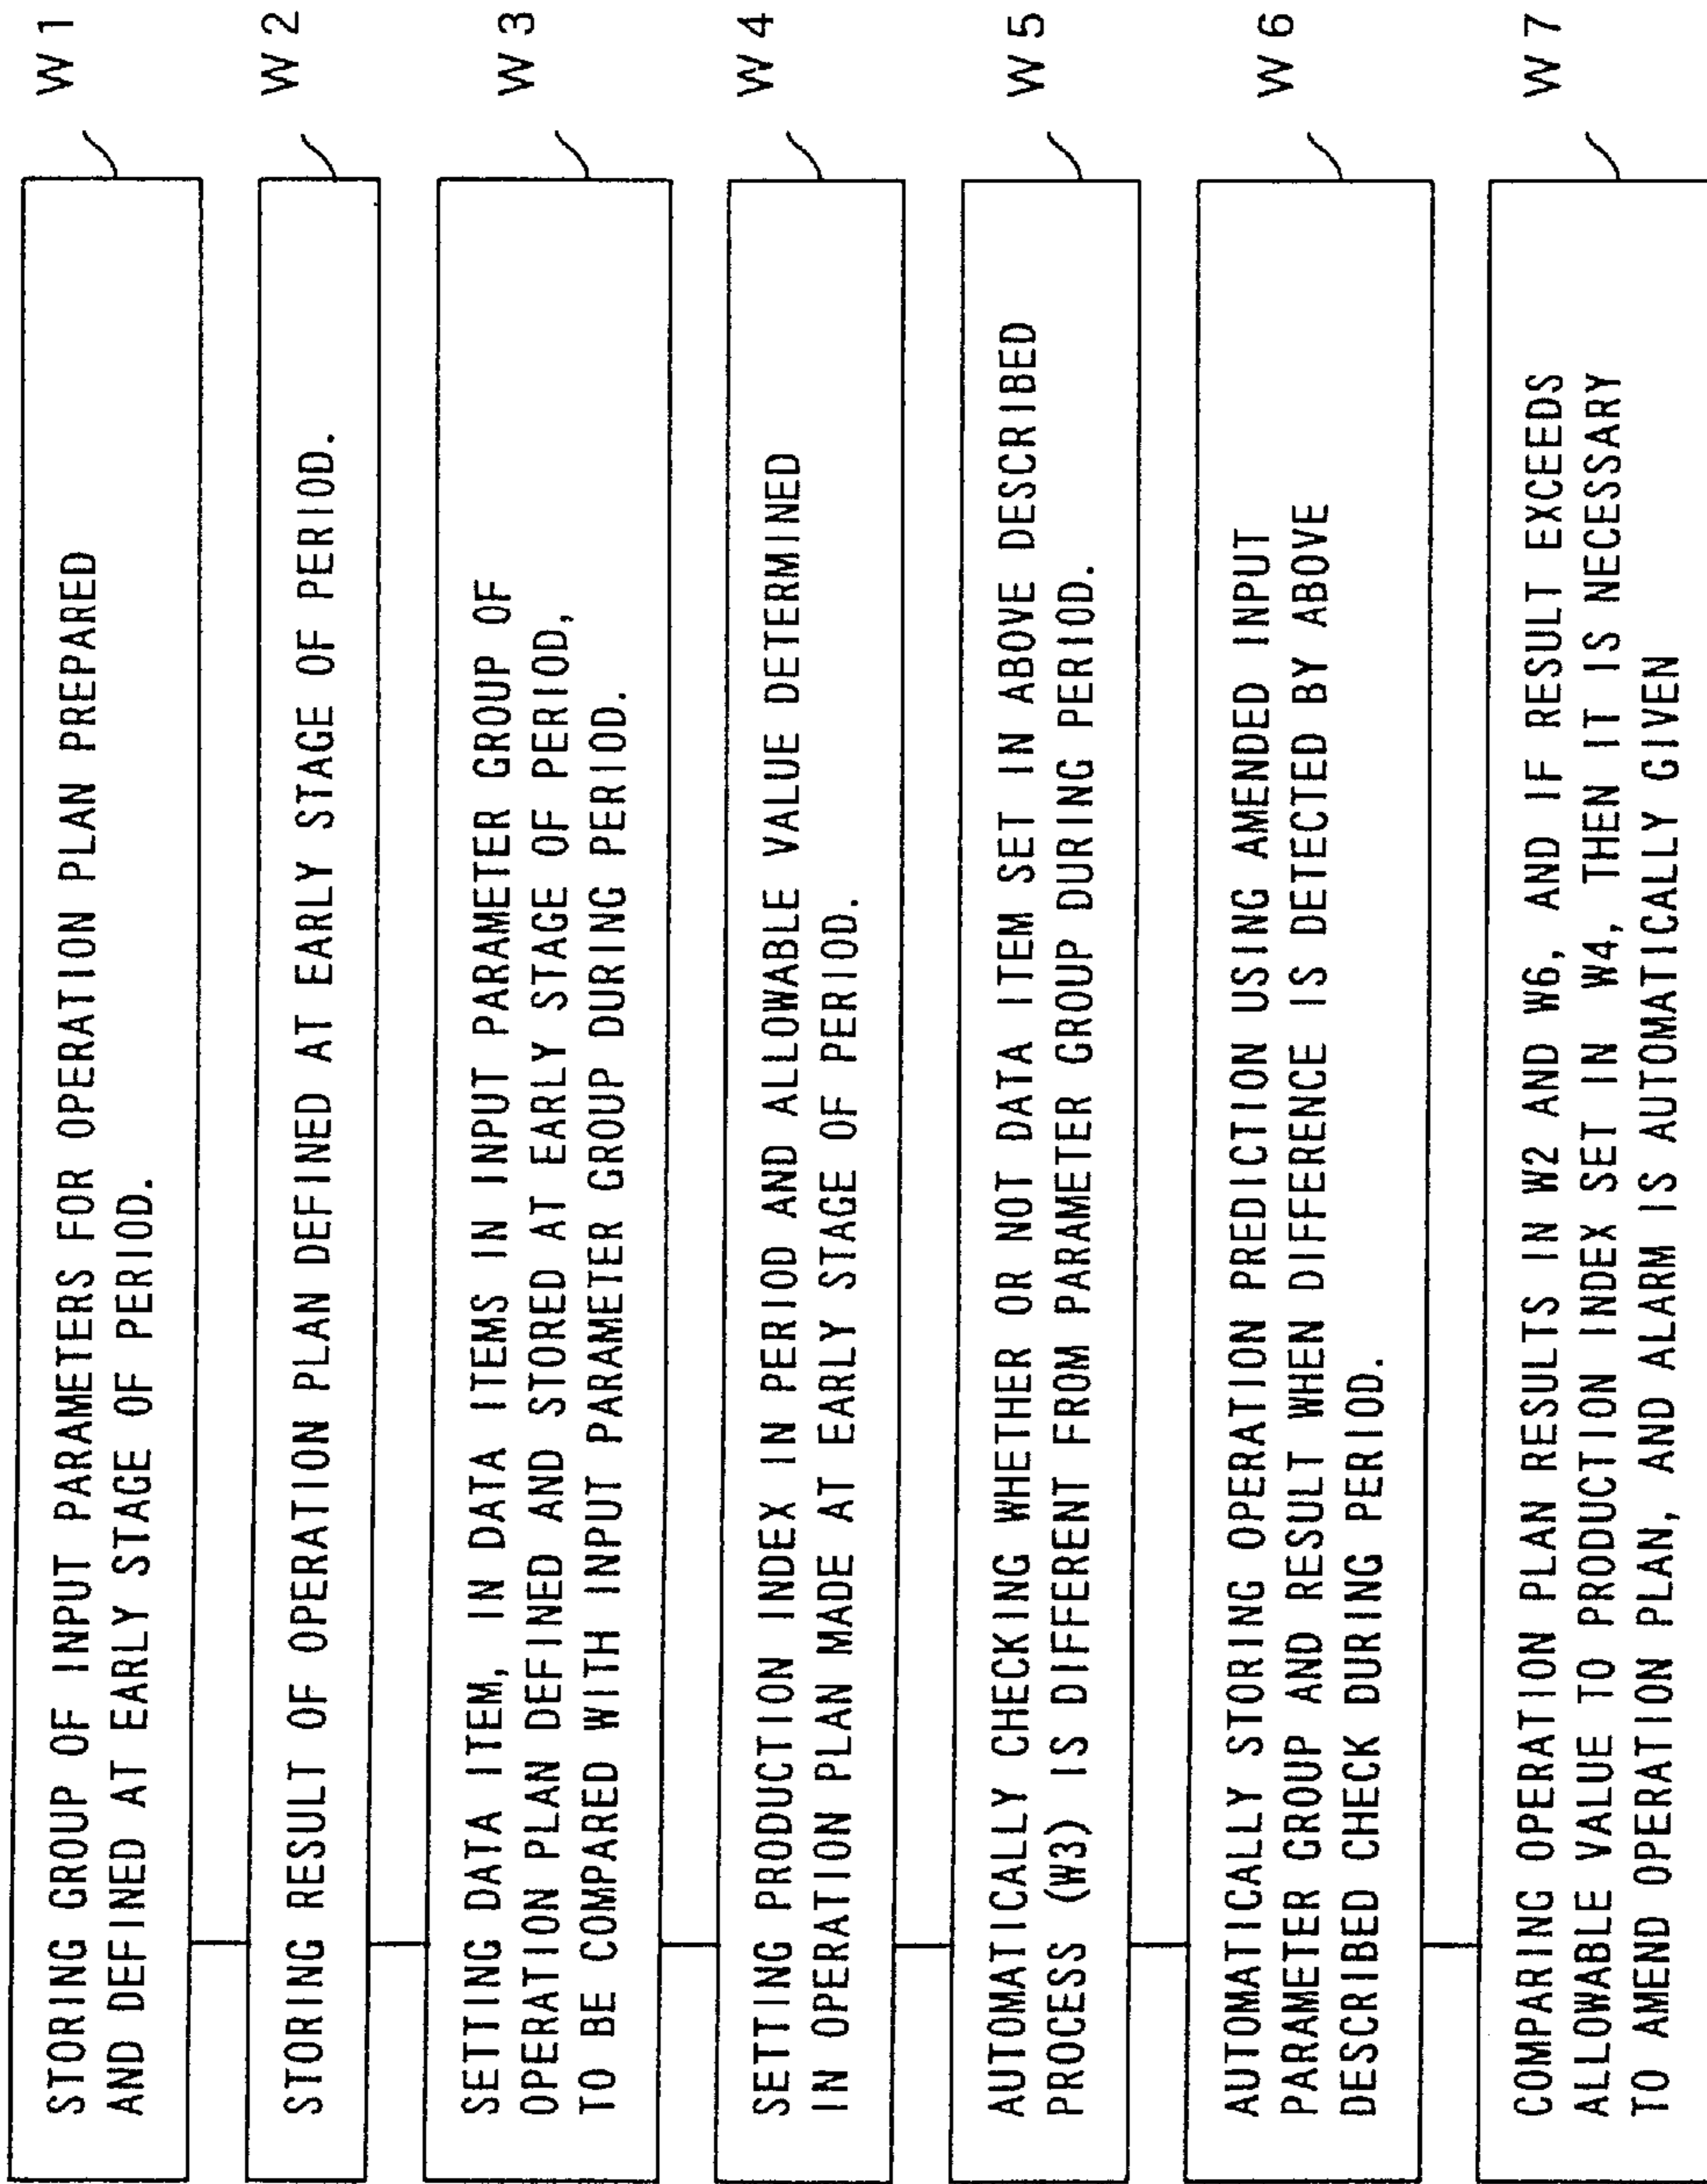 STORING GROUP OF INPUT PARAMETERS FOR OPERATION PLAN PREPARED
AND DEFINED AT EARLY STAGE OF PERIOD.
W1
STORING RESULT OF OPERATION PLAN DEFINED AT EARLY STAGE OF PERIOD.
W2
SETTING DATA ITEM, IN DATA ITEMS IN INPUT PARAMETER GROUP OF
OPERATION PLAN DEFINED AND STORED AT EARLY STAGE OF PERIOD,
TO BE COMPARED WITH INPUT PARAMETER GROUP DURING PERIOD.
W3
SETTING PRODUCTION INDEX IN PERIOD AND ALLOWABLE VALUE DETERMINED
IN OPERATION PLAN MADE AT EARLY STAGE OF PERIOD.
W4
AUTOMATICALLY CHECKING WHETHER OR NOT DATA ITEM SET IN ABOVE DESCRIBED
PROCESS (W3) IS DIFFERENT FROM PARAMETER GROUP DURING PERIOD.
W5
AUTOMATICALLY STORING OPERATION PREDICTION USING AMENDED INPUT
PARAMETER GROUP AND RESULT WHEN DIFFERENCE IS DETECTED BY ABOVE
DESCRIBED CHECK DURING PERIOD.
W6
COMPARING OPERATION PLAN RESULTS IN W2 AND W6, AND IF RESULT EXCEEDS
ALLOWABLE VALUE TO PRODUCTION INDEX SET IN W4, THEN IT IS NECESSARY
TO AMEND OPERATION PLAN, AND ALARM IS AUTOMATICALLY GIVEN
W7